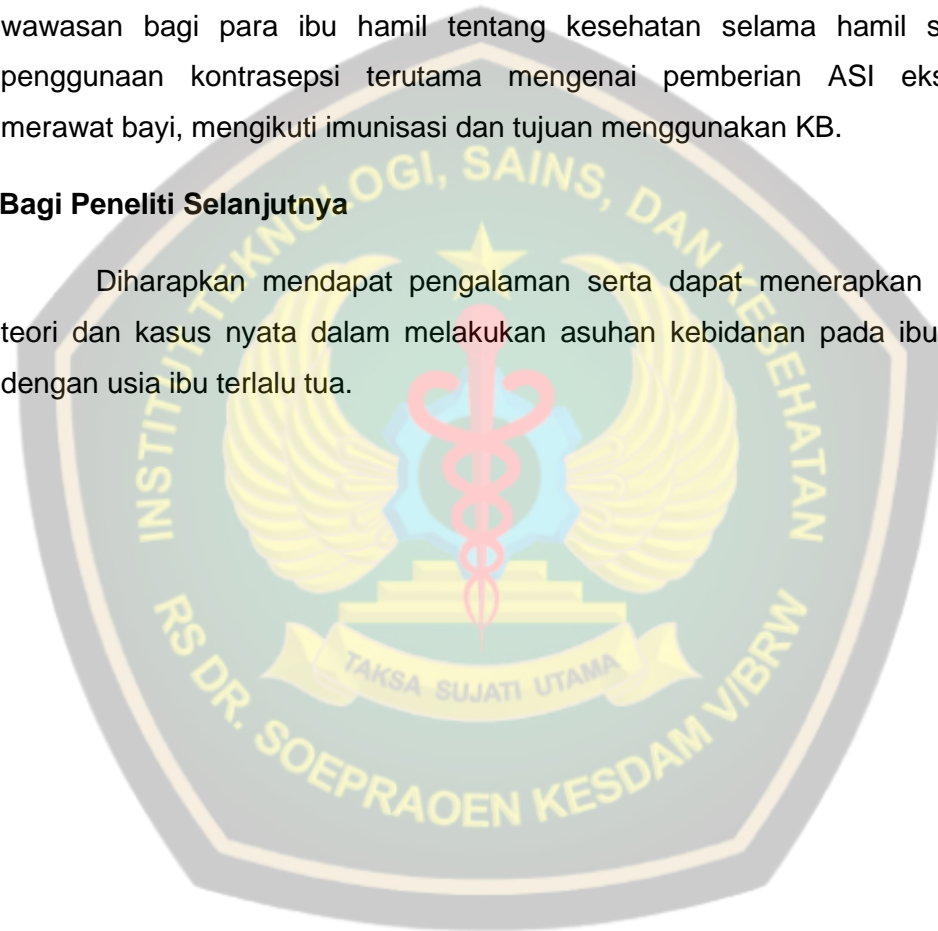 wawasan bagi para ibu hamil tentang kesehatan selama hamil
penggunaan kontrasepsi terutama mengenai pemberian ASI
merawat bayi, mengikuti imunisasi dan tujuan menggunakan KB.
Bagi Peneliti Selanjutnya
Diharapkan mendapat pengalaman serta dapat menerapkan
teori dan kasus nyata dalam melakukan asuhan kebidanan pada ibu
dengan usia ibu terlalu tua.
INSTITUT TEKNOLOGI, SAINS, DAN KESEHATAN
TAKSA SUJATI UTAMA
RS DR. SOEPRAOEN KESDAM V/BRW